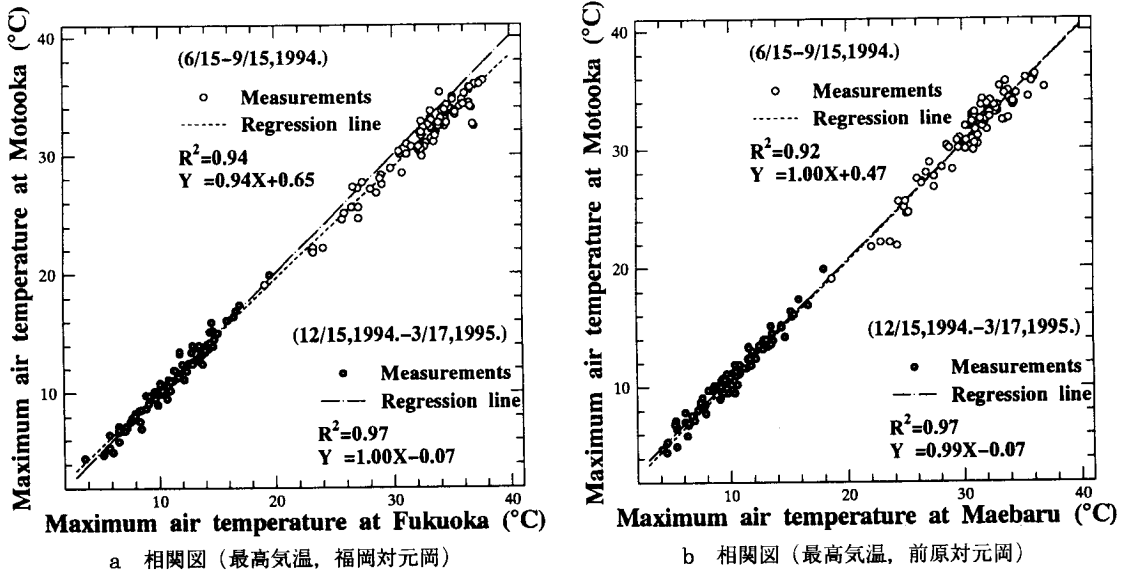 Maximum air temperature at Motooka (°C)
40
30
20
10
(6/15-9/15,1994.)
Measurements
Regression line
R²=0.94
Y =0.94X+0.65
(12/15,1994.-3/17,1995.)
Measurements
Regression line
R²=0.97
Y =1.00X-0.07
10 20 30 40
Maximum air temperature at Fukuoka (°C)
a 相関図（最高気温，福岡対元岡）
Maximum air temperature at Motooka (°C)
40
30
20
10
(6/15-9/15,1994.)
Measurements
Regression line
R²=0.92
Y =1.00X+0.47
(12/15,1994.-3/17,1995.)
Measurements
Regression line
R²=0.97
Y =0.99X-0.07
10 20 30 40
Maximum air temperature at Maebaru (°C)
b 相関図（最高気温，前原対元岡）